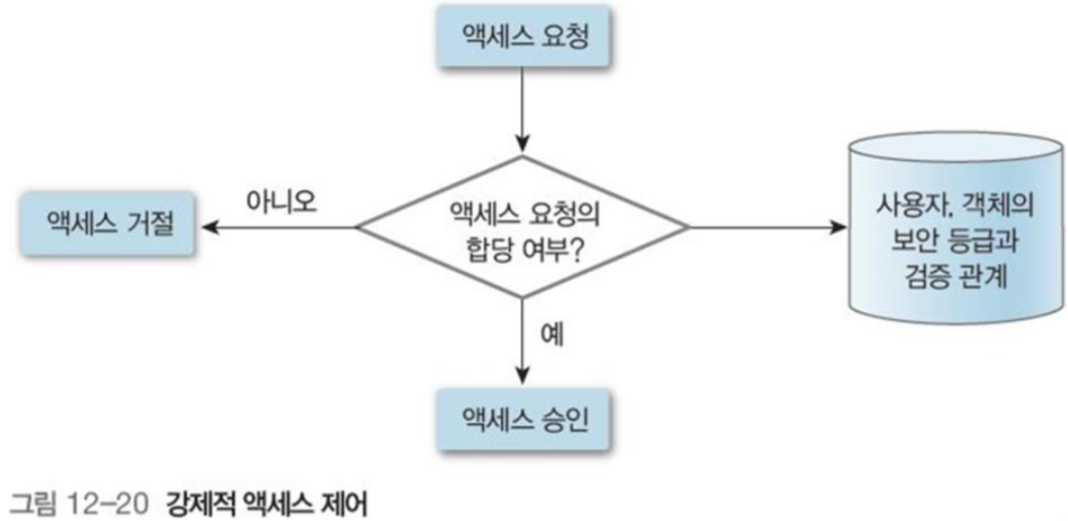 액세스 요청
아니오
액세스 거절
액세스 요청의
합당 여부?
사용자, 객체의
보안 등급과
검증 관계
예
액세스 승인
그림 12-20 강제적 액세스 제어